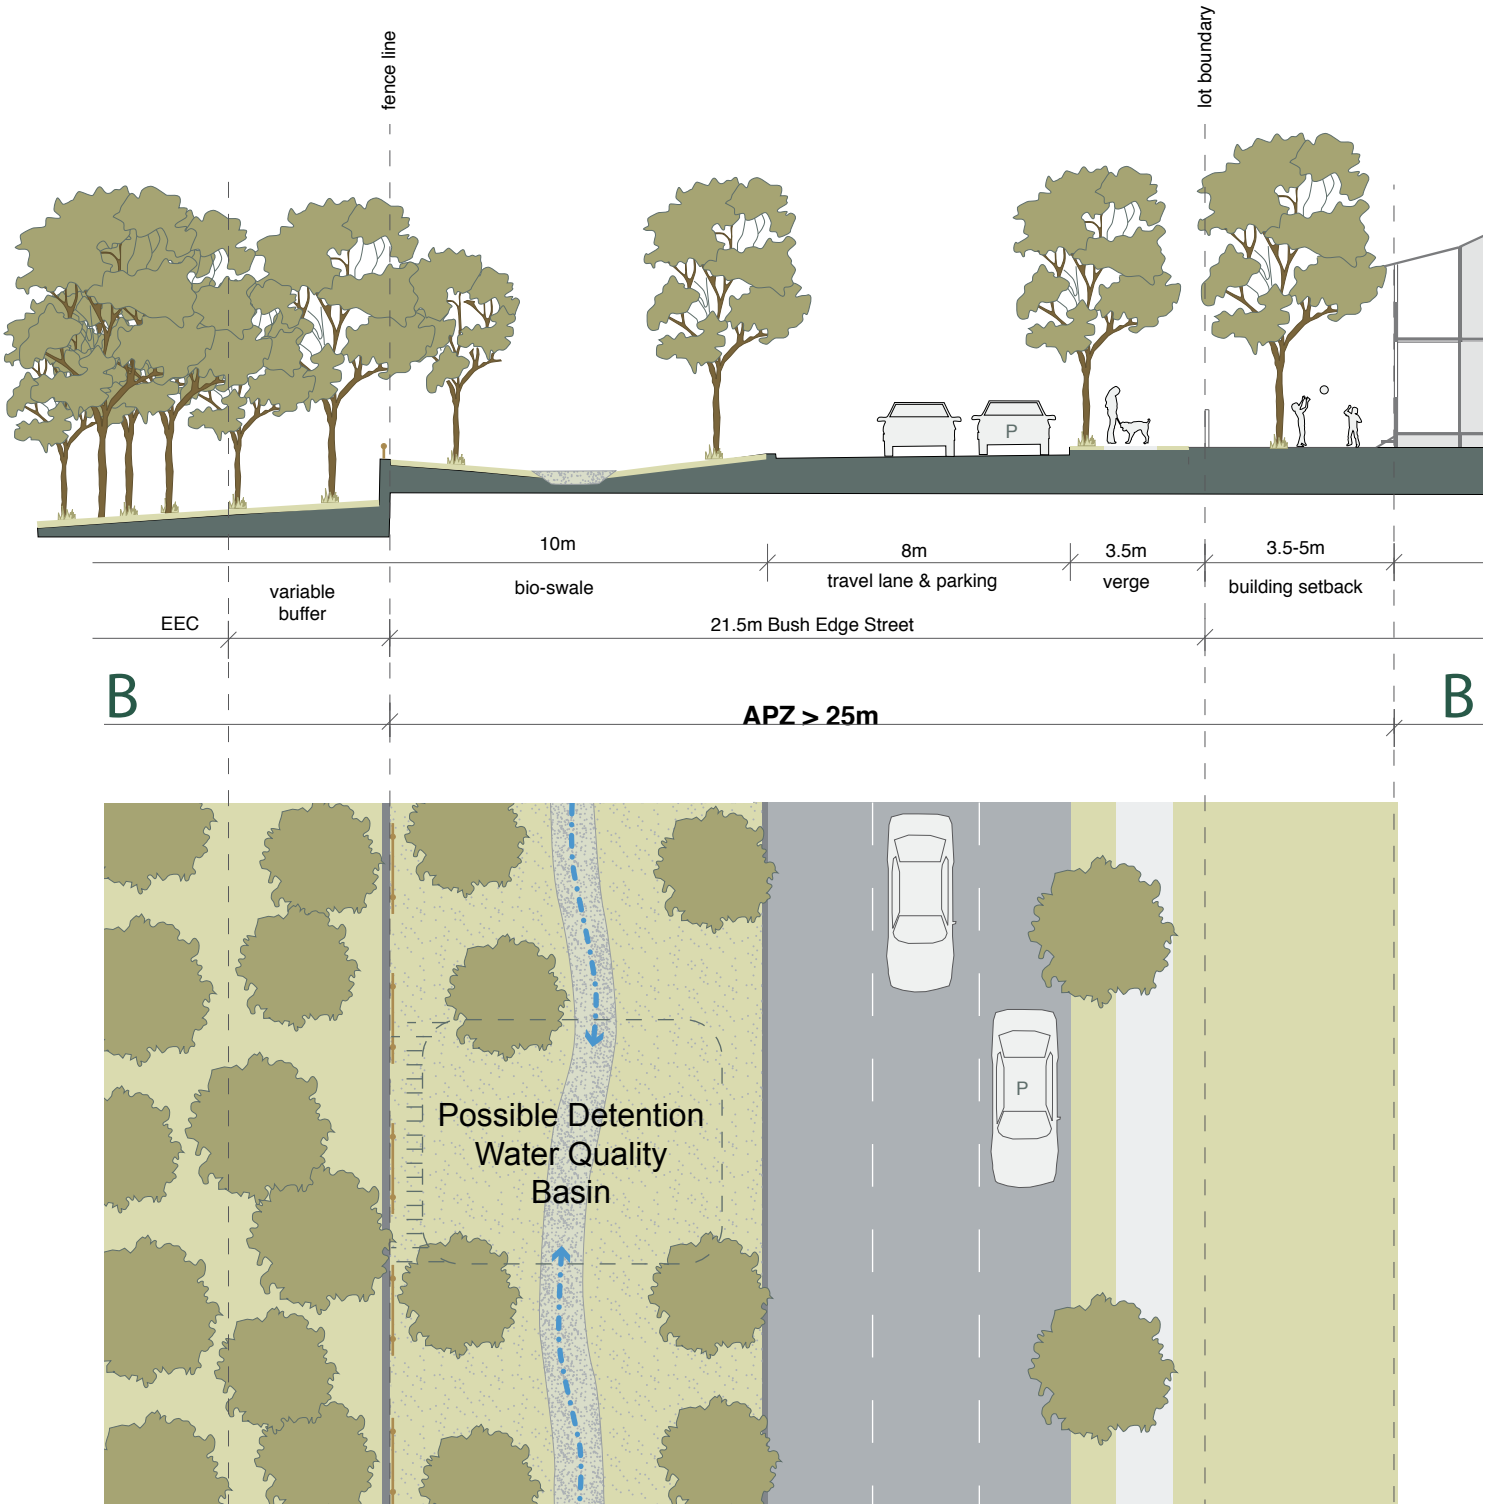 fence line
lot boundary
P
10m
8m
3.5m
3.5-5m
bio-swale
travel lane & parking
verge
building setback
variable
buffer
EEC
21.5m Bush Edge Street
B
B
APZ > 25m
P
Possible Detention
Water Quality
Basin